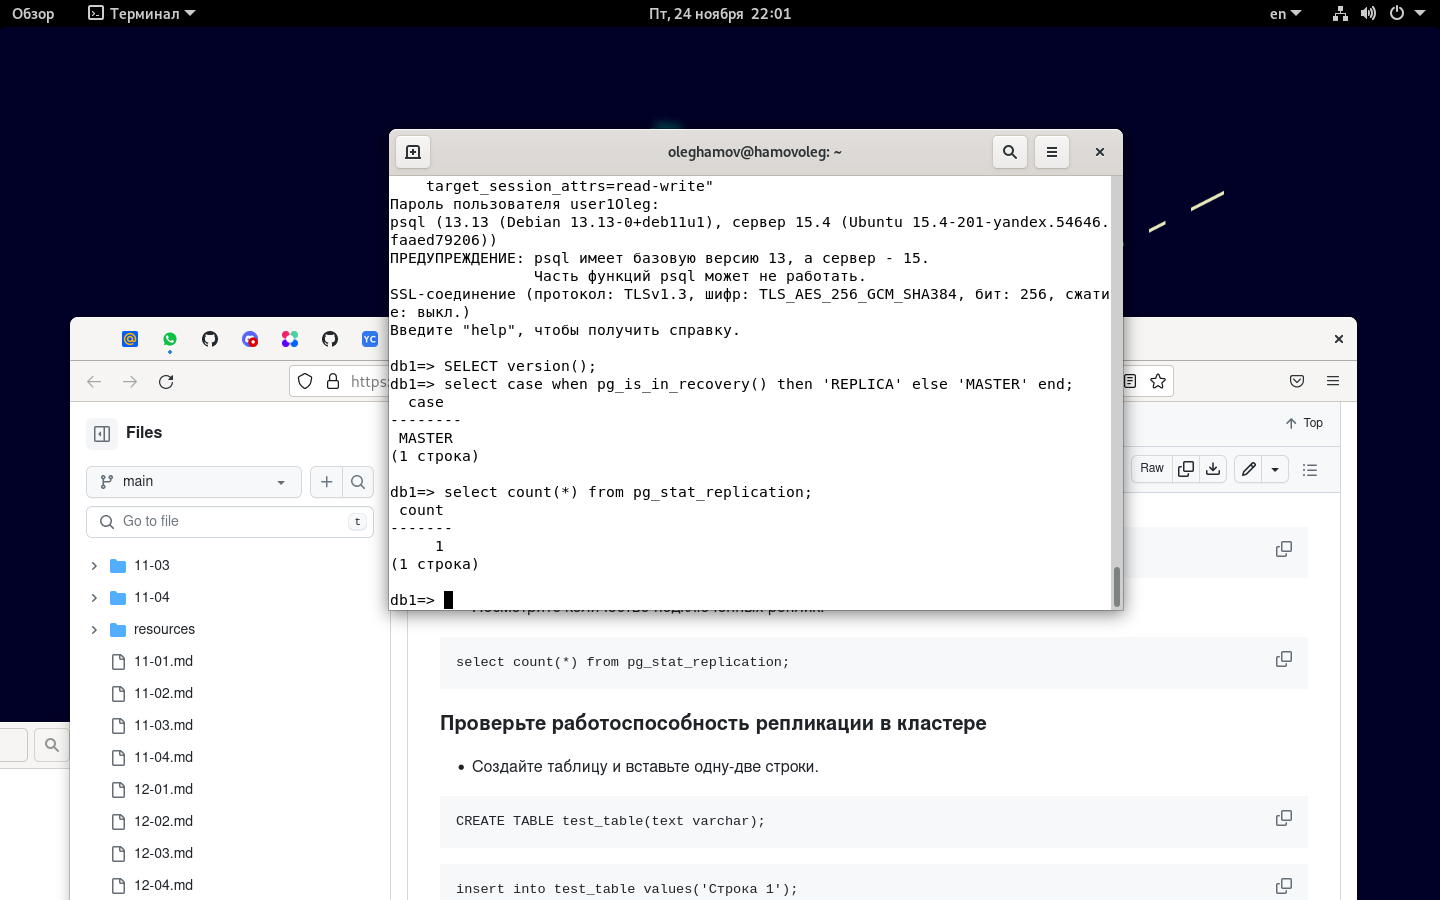 Обзор
Терминал
Пт, 24 ноября 22:01
en
oleghamov@hamovoleg: ~
target_session_attrs=read-write"
Пароль пользователя user1Oleg:
psql (13.13 (Debian 13.13-0+deb11u1), сервер 15.4 (Ubuntu 15.4-201-yandex.54646.
faaed79206))
ПРЕДУПРЕЖДЕНИЕ: psql имеет базовую версию 13, а сервер - 15.
Часть функций psql может не работать.
SSL-соединение (протокол: TLSv1.3, шифр: TLS_AES_256_GCM_SHA384, бит: 256, сжати
е: выкл.)
Введите "help", чтобы получить справку.
db1=> SELECT version();
db1=> select case when pg_is_in_recovery() then 'REPLICA' else 'MASTER' end;
case
--------
MASTER
(1 строка)
db1=> select count(*) from pg_stat_replication;
count
-------
1
(1 строка)
db1=>
YC
https:
Files
main
Go to file
t
11-03
11-04
resources
11-01.md
11-02.md
11-03.md
11-04.md
12-01.md
12-02.md
12-03.md
12-04.md
Top
Raw
select count(*) from pg_stat_replication;
Проверьте работоспособность репликации в кластере
• Создайте таблицу и вставьте одну-две строки.
CREATE TABLE test_table(text varchar);
insert into test_table values('Строка 1');